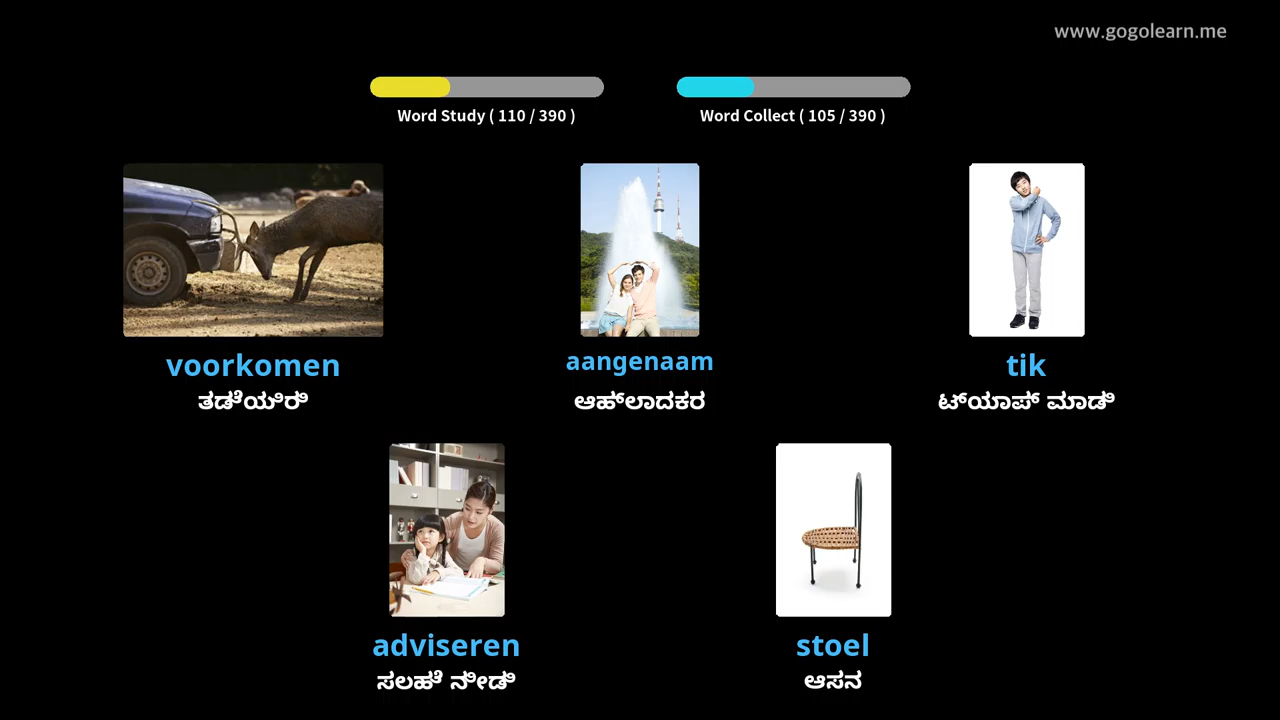 www.gogolearn.me
Word Study ( 110 / 390 )
Word Collect ( 105 / 390 )
voorkomen
ತಡೆಯಿರಿ
aangenaam
ಆಹ್ಲಾದಕರ
tik
ಟ್ಯಾಪ್ ಮಾಡಿ
adviseren
ಸಲಹೆ ನೀಡಿ
stoel
ಆಸನ